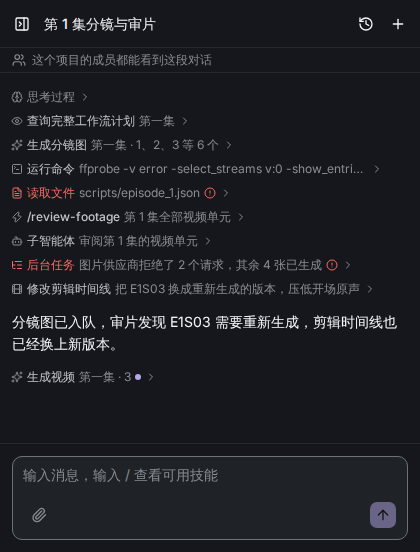 第 1 集分镜与审片
这个项目的成员都能看到这段对话
思考过程
查询完整工作流计划 第一集
生成分镜图 第一集 · 1、2、3 等 6 个
运行命令 ffprobe -v error -select_streams v:0 -show_entri...
读取文件 scripts/episode_1.json
/review-footage 第 1 集全部视频单元
子智能体 审阅第 1 集的视频单元
后台任务 图片供应商拒绝了 2 个请求，其余 4 张已生成
修改剪辑时间线 把 E1S03 换成重新生成的版本，压低开场原声
分镜图已入队，审片发现 E1S03 需要重新生成，剪辑时间线也
已经换上新版本。
生成视频 第一集 · 3
输入消息，输入 / 查看可用技能